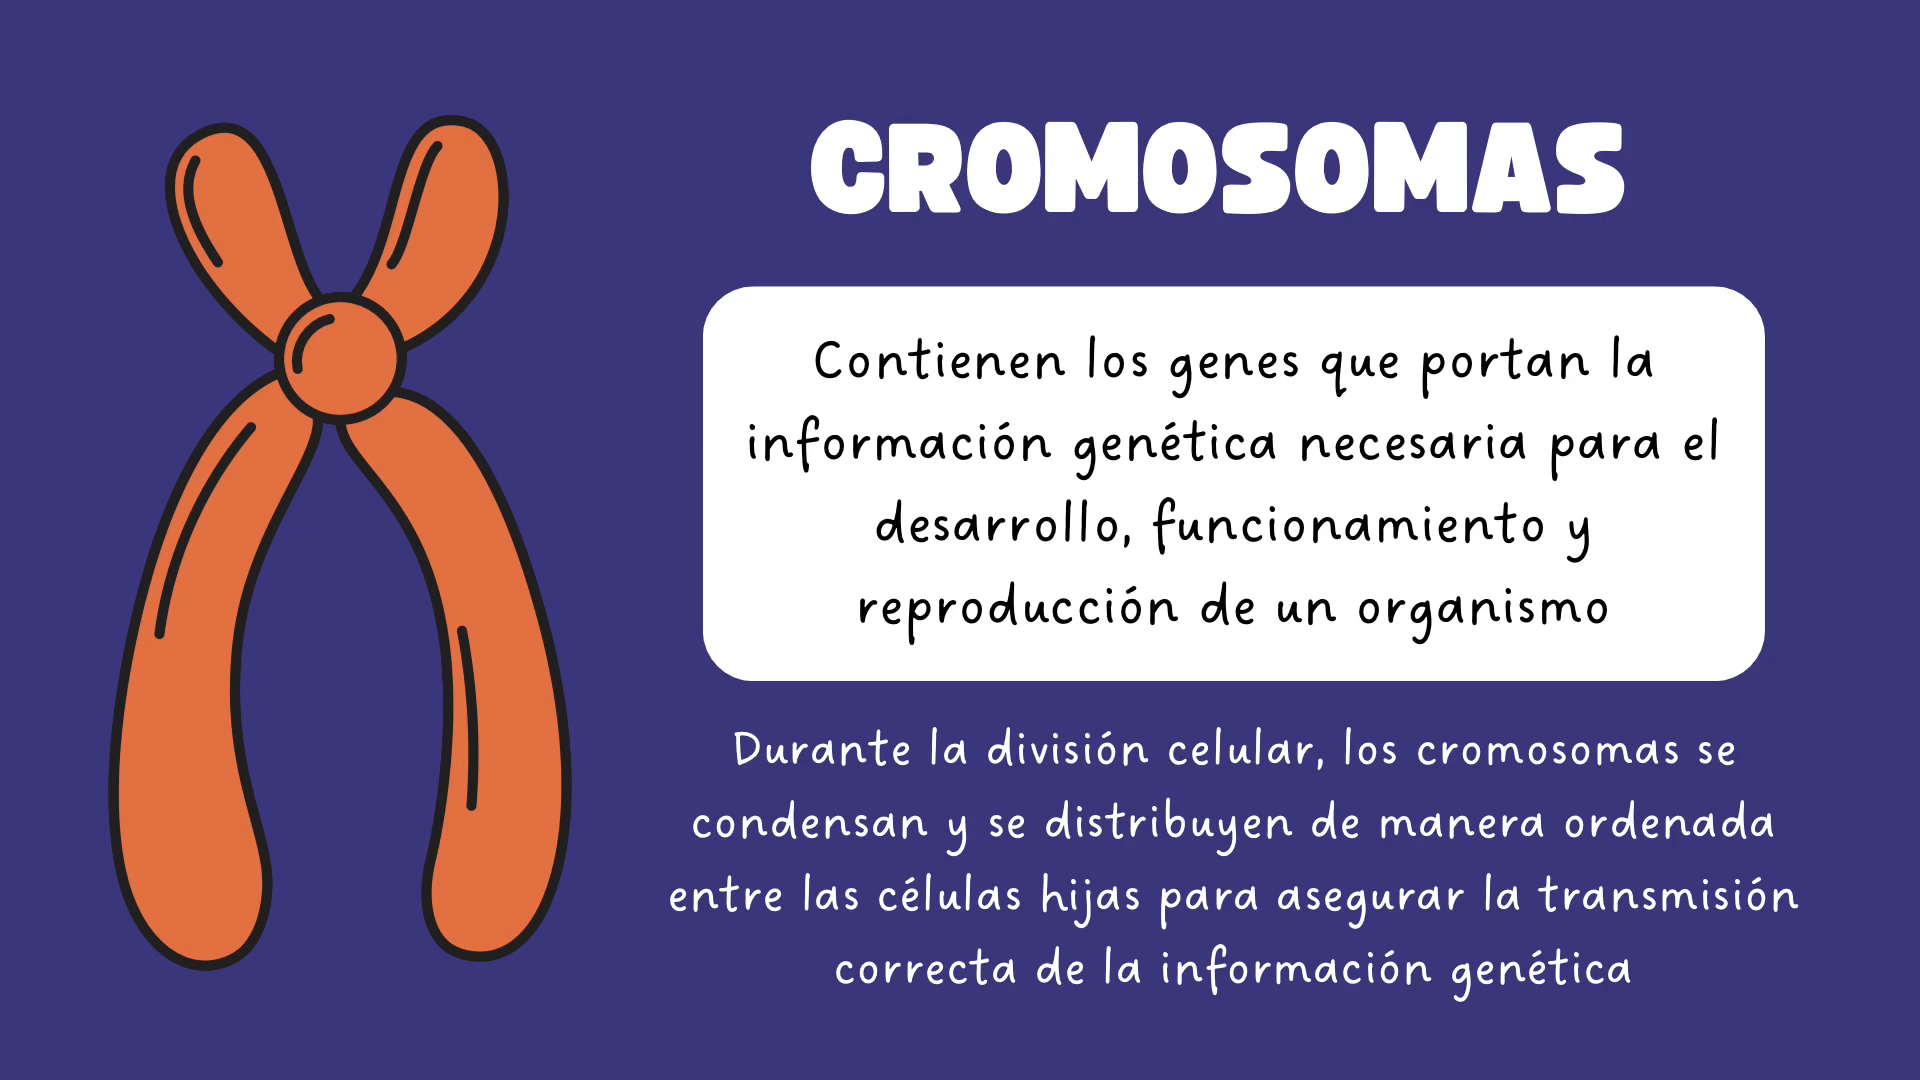 CROMOSOMAS
Contienen los genes que portan la
información genética necesaria para el
desarrollo, funcionamiento y
reproducción de un organismo
Durante la división celular, los cromosomas se
condensan y se distribuyen de manera ordenada
entre las células hijas para asegurar la transmisión
correcta de la información genética